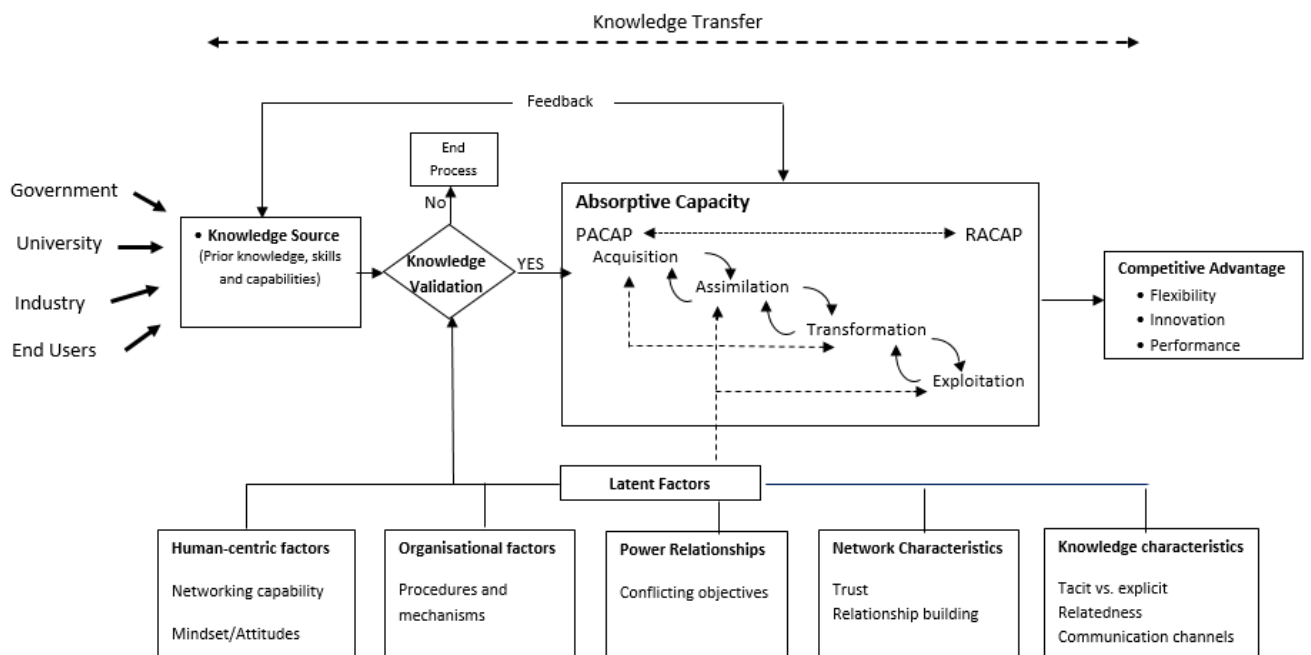 Knowledge Transfer
Feedback
End
Process
No
Government
University
Industry
End Users
• Knowledge Source
(Prior knowledge, skills
and capabilities)
Knowledge
Validation
YES
Absorptive Capacity
PACAP
RACAP
Acquisition
Assimilation
Transformation
Exploitation
Competitive Advantage
• Flexibility
• Innovation
• Performance
Latent Factors
Human-centric factors
Networking capability
Mindset/Attitudes
Organisational factors
Procedures and
mechanisms
Power Relationships
Conflicting objectives
Network Characteristics
Trust
Relationship building
Knowledge characteristics
Tacit vs. explicit
Relatedness
Communication channels